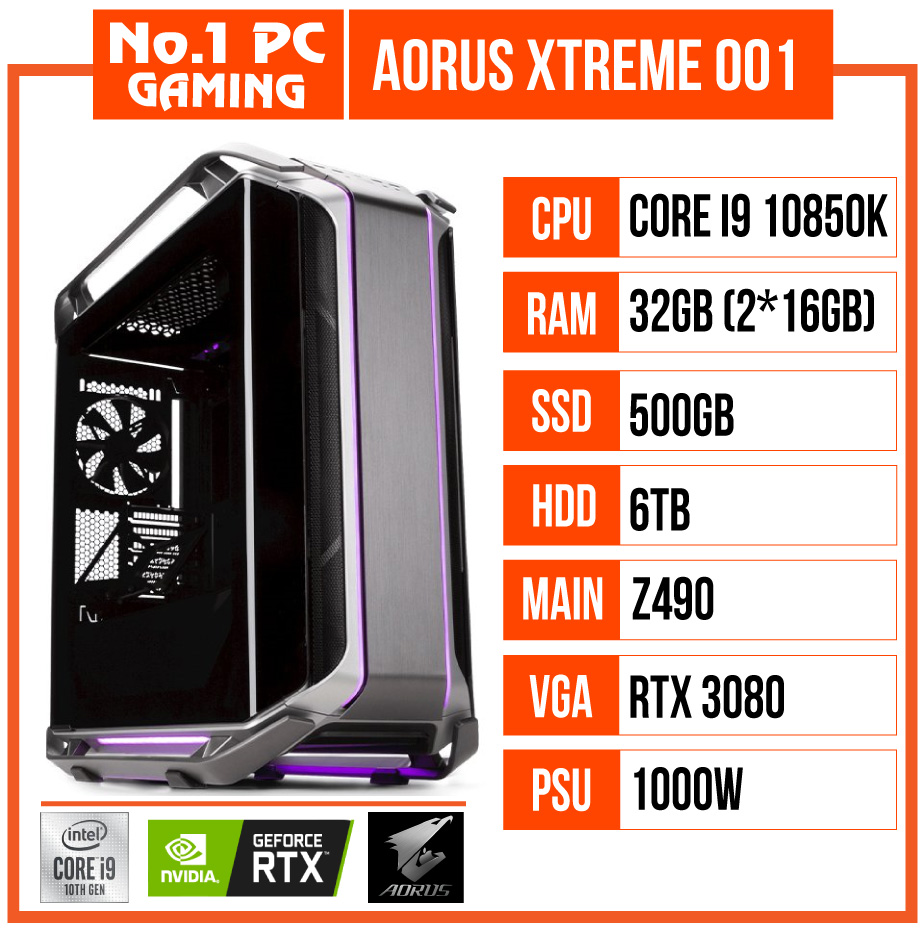 No.1 PC
GAMING
AORUS XTREME 001
CPU CORE I9 10850K
RAM 32GB (2*16GB)
SSD 500GB
HDD 6TB
MAIN Z490
VGA RTX 3080
PSU 1000W
intel
CORE i9
10TH GEN
NVIDIA.
GEFORCE
RTX™
AORUS